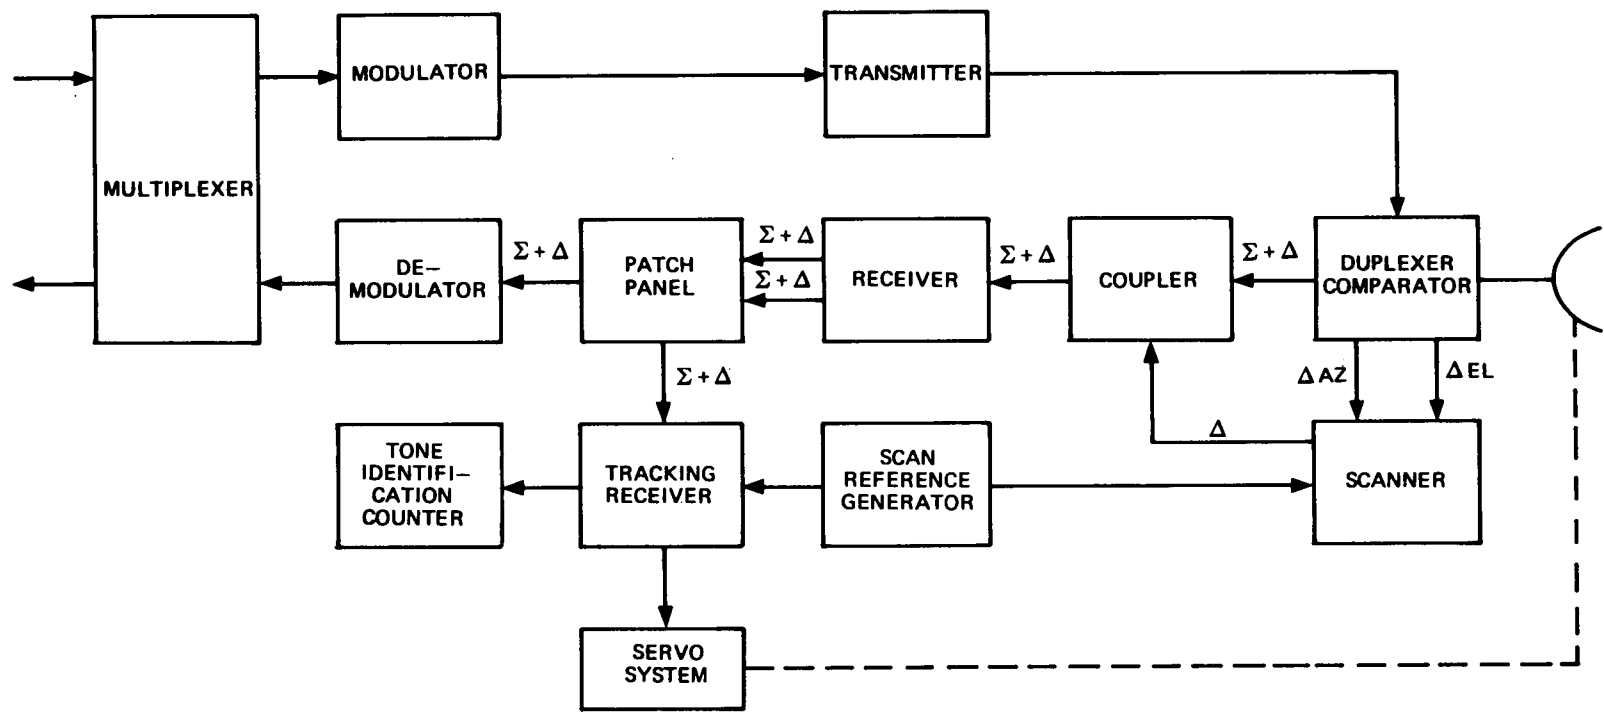 MODULATOR
TRANSMITTER
MULTIPLEXER
DE-
MODULATOR
Σ + Δ
PATCH
PANEL
Σ + Δ
Σ + Δ
RECEIVER
Σ + Δ
COUPLER
Σ + Δ
DUPLEXER
COMPARATOR
Σ + Δ
Δ AZ
Δ EL
TONE
IDENTIFI-
CATION
COUNTER
TRACKING
RECEIVER
SCAN
REFERENCE
GENERATOR
Δ
SCANNER
SERVO
SYSTEM